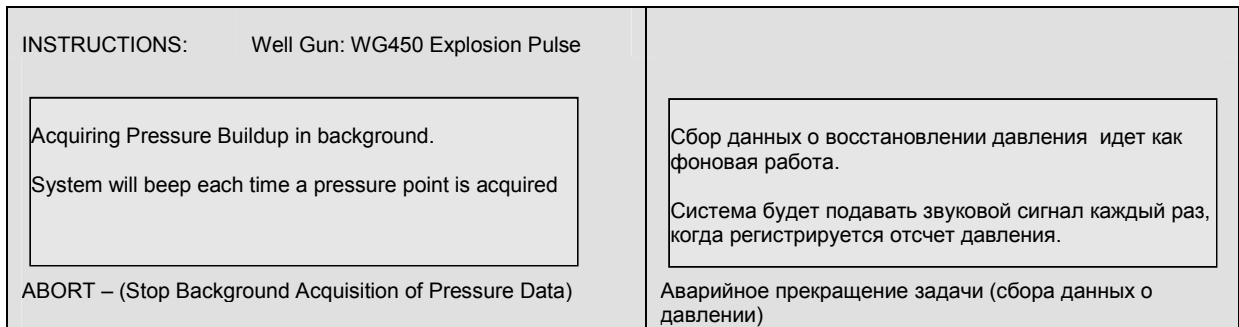 INSTRUCTIONS: Well Gun: WG450 Explosion Pulse
Acquiring Pressure Buildup in background.
System will beep each time a pressure point is acquired
ABORT – (Stop Background Acquisition of Pressure Data)
Сбор данных о восстановлении давления идет как
фоновая работа.
Система будет подавать звуковой сигнал каждый раз,
когда регистрируется отсчет давления.
Аварийное прекращение задачи (сбора данных о
давлении)